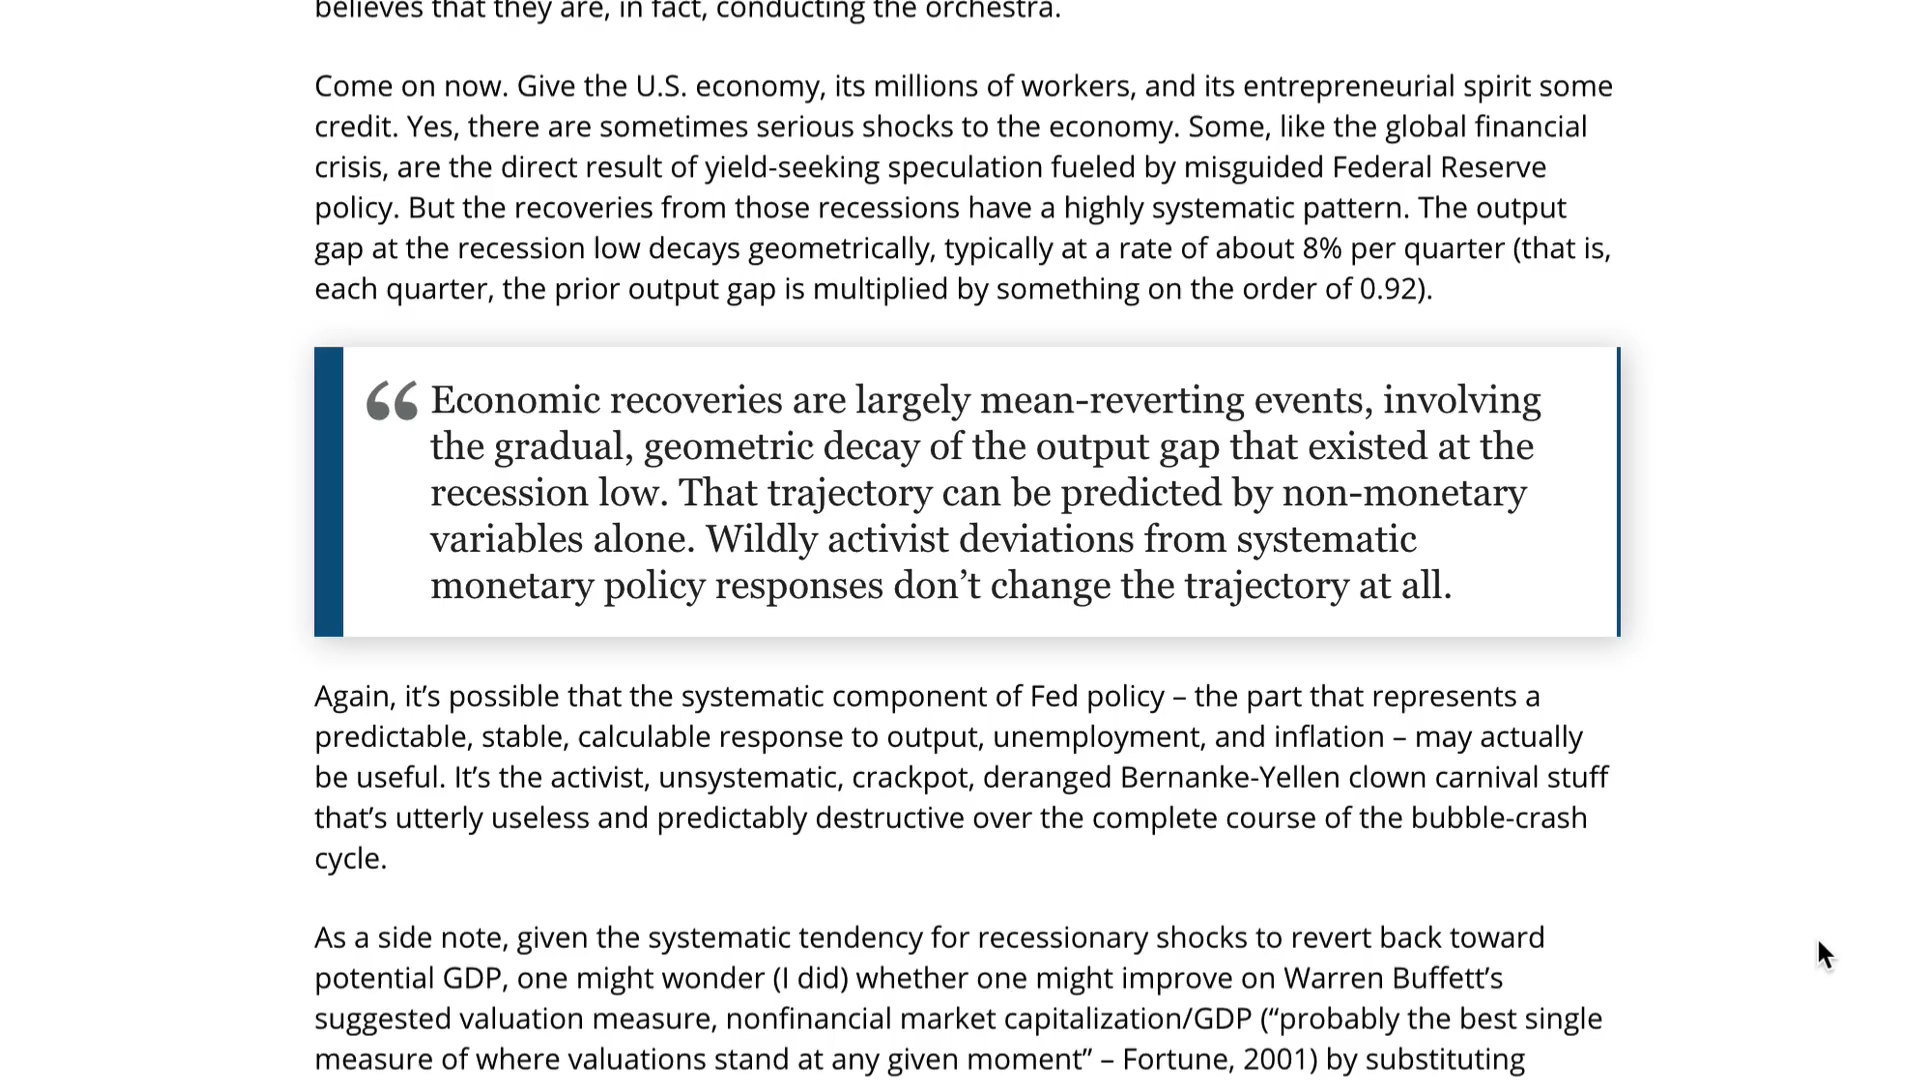 believes that they are, in fact, conducting the orchestra.
Come on now. Give the U.S. economy, its millions of workers, and its entrepreneurial spirit some
credit. Yes, there are sometimes serious shocks to the economy. Some, like the global financial
crisis, are the direct result of yield-seeking speculation fueled by misguided Federal Reserve
policy. But the recoveries from those recessions have a highly systematic pattern. The output
gap at the recession low decays geometrically, typically at a rate of about 8% per quarter (that is,
each quarter, the prior output gap is multiplied by something on the order of 0.92).
“Economic recoveries are largely mean-reverting events, involving
the gradual, geometric decay of the output gap that existed at the
recession low. That trajectory can be predicted by non-monetary
variables alone. Wildly activist deviations from systematic
monetary policy responses don’t change the trajectory at all.
Again, it’s possible that the systematic component of Fed policy – the part that represents a
predictable, stable, calculable response to output, unemployment, and inflation – may actually
be useful. It’s the activist, unsystematic, crackpot, deranged Bernanke-Yellen clown carnival stuff
that’s utterly useless and predictably destructive over the complete course of the bubble-crash
cycle.
As a side note, given the systematic tendency for recessionary shocks to revert back toward
potential GDP, one might wonder (I did) whether one might improve on Warren Buffett’s
suggested valuation measure, nonfinancial market capitalization/GDP (“probably the best single
measure of where valuations stand at any given moment” – Fortune, 2001) by substituting